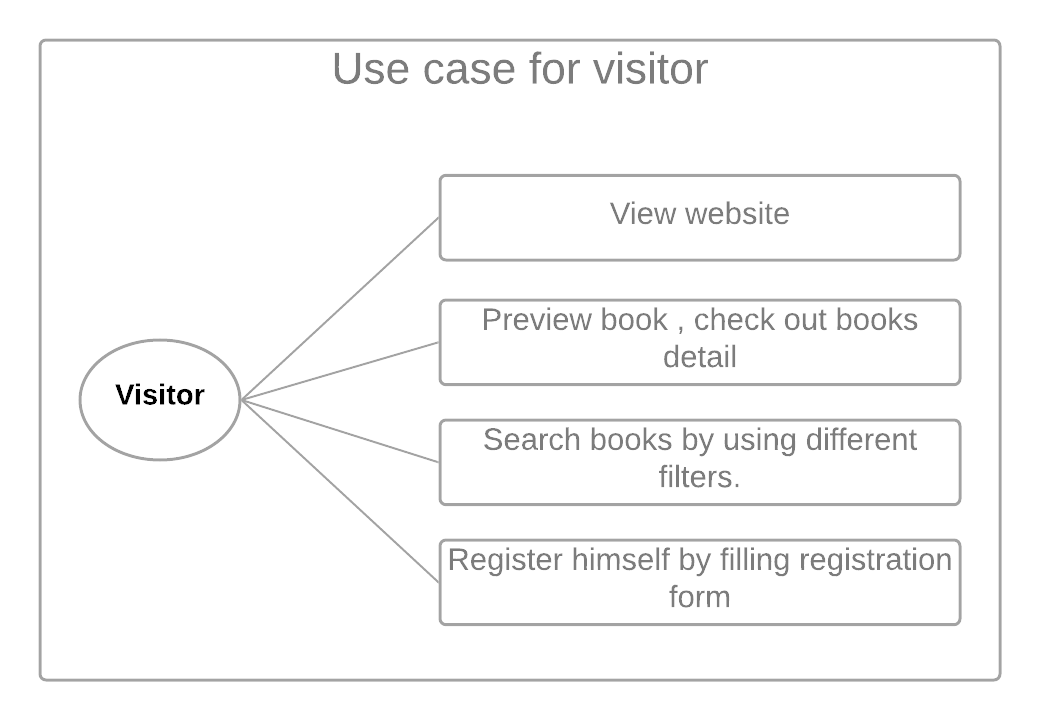 Use case for visitor
View website
Preview book , check out books
detail
Visitor
Search books by using different
filters.
Register himself by filling registration
form